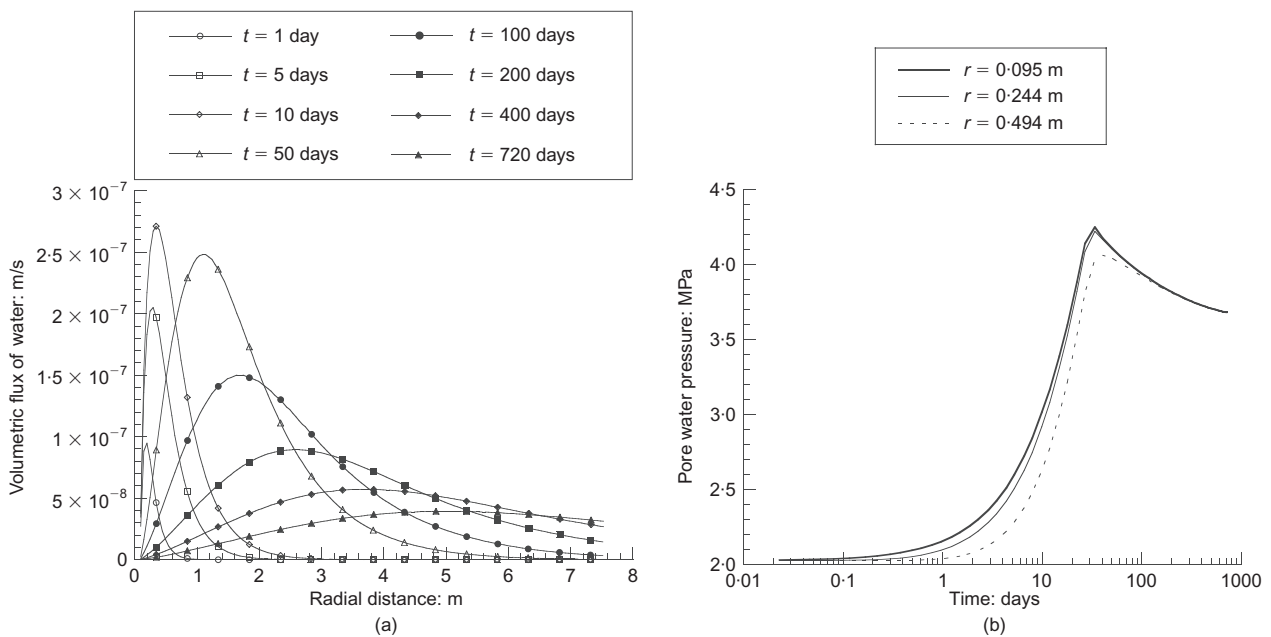 t = 1 day
t = 100 days
t = 5 days
t = 200 days
t = 10 days
t = 400 days
t = 50 days
t = 720 days
3 × 10⁻⁷
2·5 × 10⁻⁷
2 × 10⁻⁷
1·5 × 10⁻⁷
1 × 10⁻⁷
5 × 10⁻⁸
0
Volumetric flux of water: m/s
0 1 2 3 4 5 6 7 8
Radial distance: m
(a)
r = 0·095 m
r = 0·244 m
r = 0·494 m
4·5
4·0
3·5
3·0
2·5
2·0
Pore water pressure: MPa
0·01 0·1 1 10 100 1000
Time: days
(b)